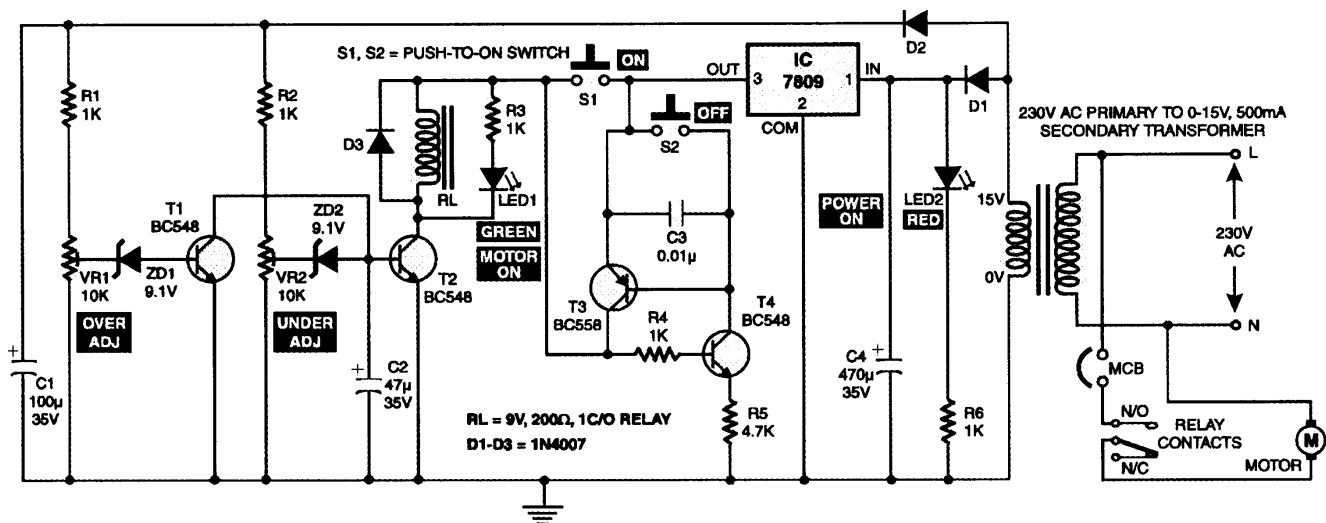 D2
S1, S2 = PUSH-TO-ON SWITCH
ON
S1
OUT
3
IC
7809
1
2
COM
IN
D1
230V AC PRIMARY TO 0-15V, 500mA
SECONDARY TRANSFORMER
R1
1K
R2
1K
D3
RL
R3
1K
LED1
OFF
S2
L
T1
BC548
ZD2
9.1V
GREEN
MOTOR
ON
C3
0.01µ
POWER
ON
LED2
RED
15V
0V
230V
AC
VR1
10K
ZD1
9.1V
VR2
10K
T2
BC548
T3
BC558
T4
BC548
N
OVER
ADJ
UNDER
ADJ
R4
1K
+
C1
100µ
35V
+
C2
47µ
35V
+
C4
470µ
35V
MCB
RL = 9V, 200Ω, 1C/O RELAY
D1-D3 = 1N4007
R5
4.7K
R6
1K
N/O
RELAY
CONTACTS
N/C
M
MOTOR